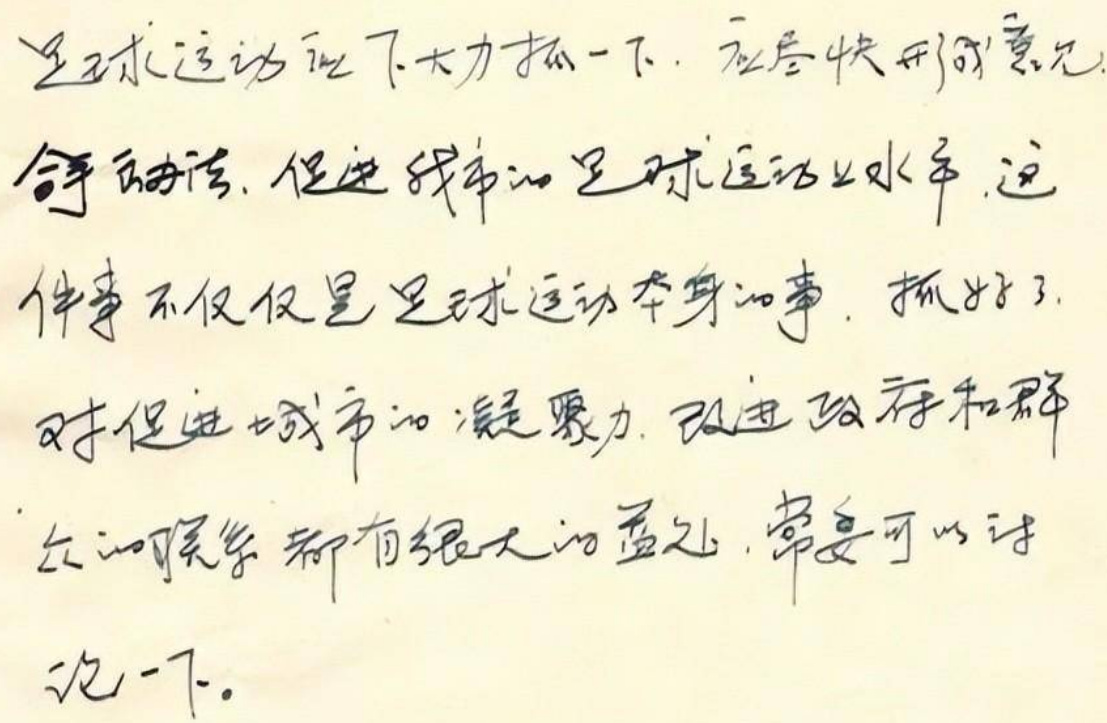 足球运动应下大力抓一下.应尽快形成意见
和办法.促进我市的足球运动上水平.这
件事不仅仅是足球运动本身的事.抓好了.
对促进城市的凝聚力.改进政府和群
众的联系都有很大的益处.常委可以讨
论一下。